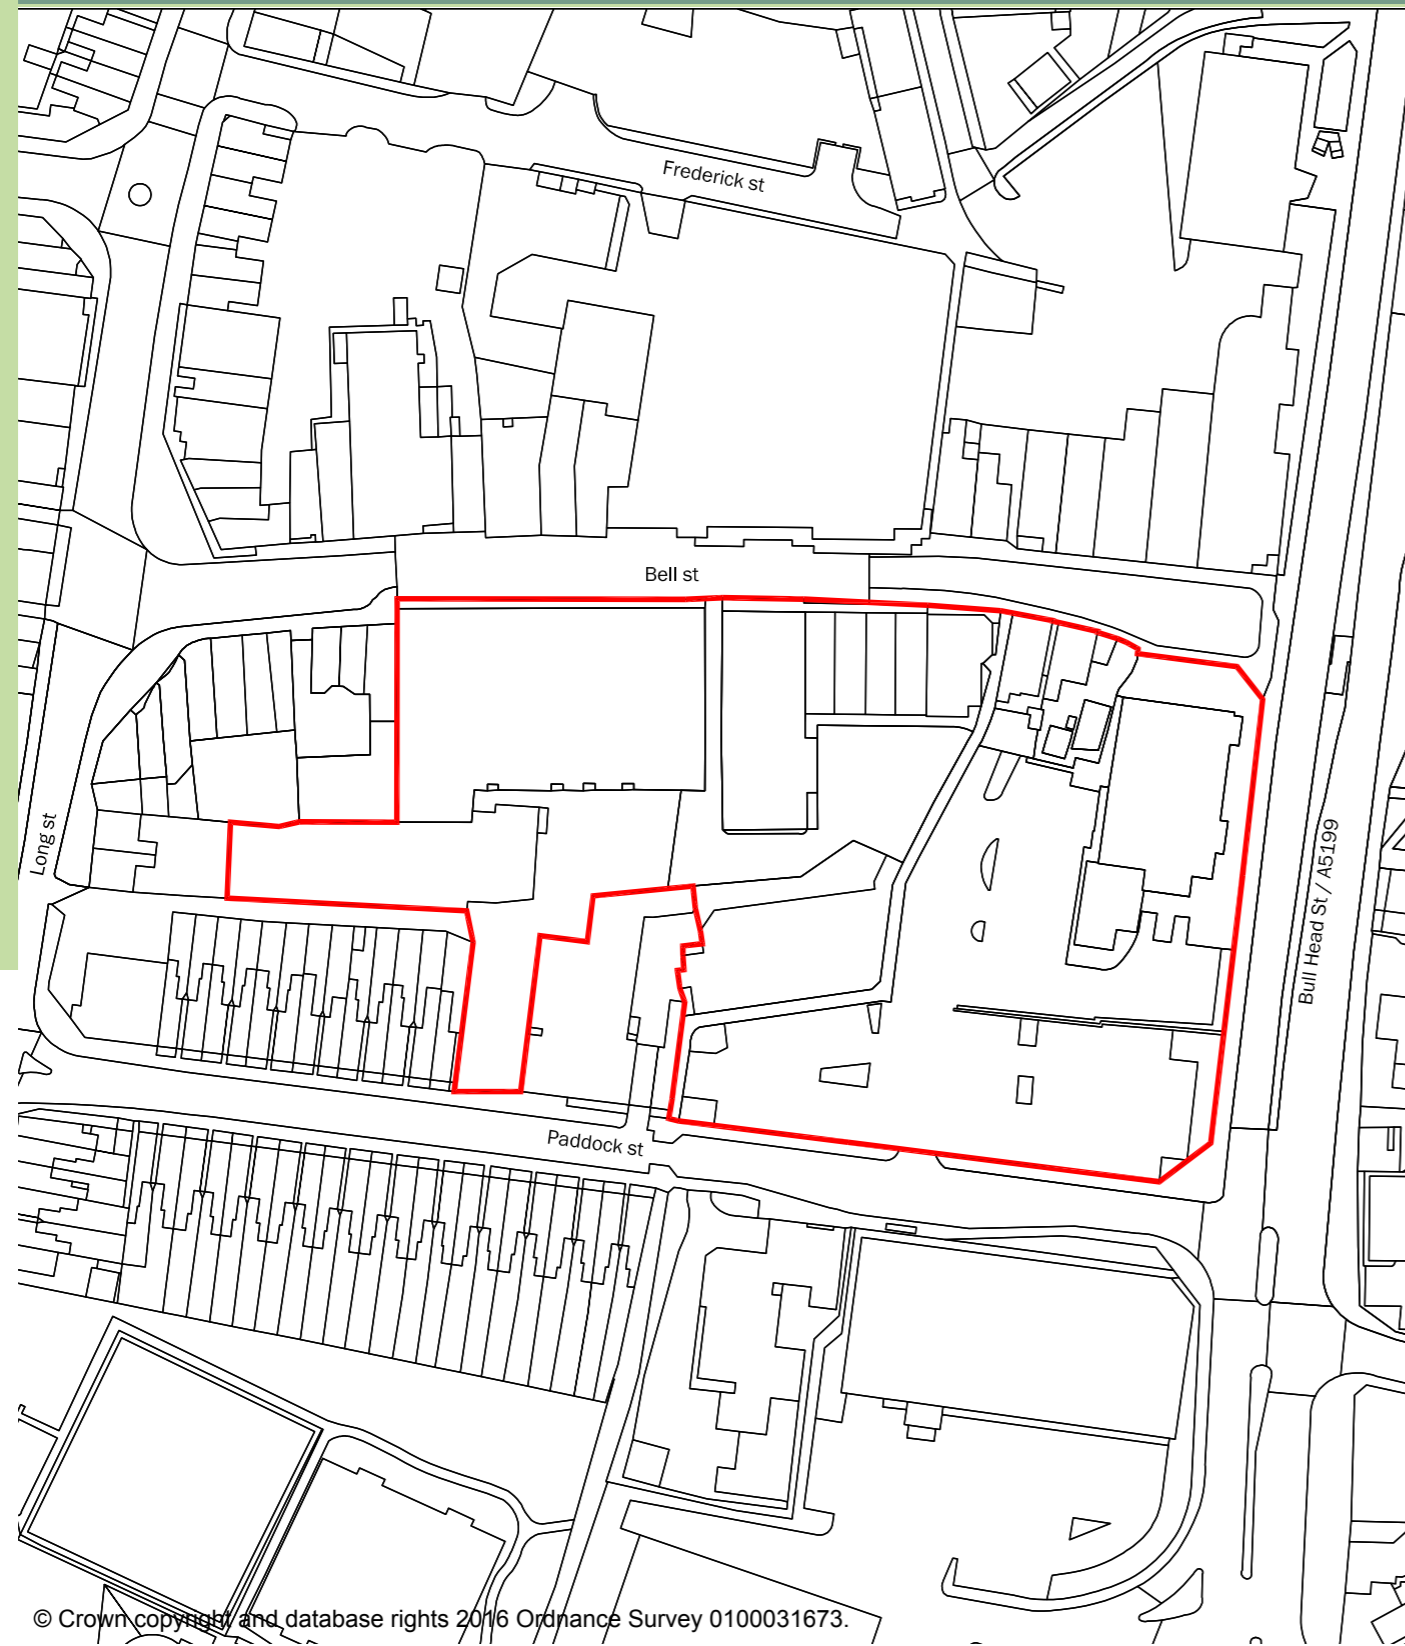 Frederick st
Bell st
Long st
Bull Head St / A5199
Paddock st
© Crown copyright and database rights 2016 Ordnance Survey 0100031673.